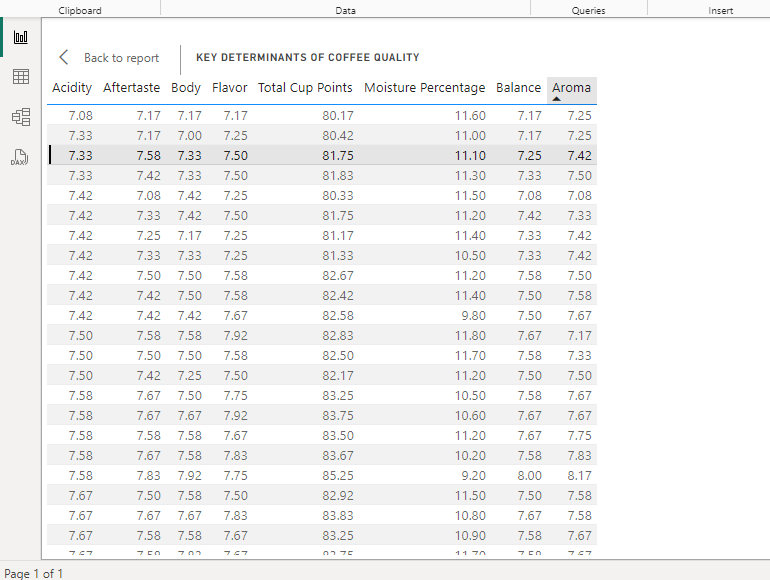 Clipboard Data Queries Insert
Back to report KEY DETERMINANTS OF COFFEE QUALITY
Acidity Aftertaste Body Flavor Total Cup Points Moisture Percentage Balance Aroma
7.08 7.17 7.17 7.17 80.17 11.60 7.17 7.25
7.33 7.17 7.00 7.25 80.42 11.00 7.17 7.25
7.33 7.58 7.33 7.50 81.75 11.10 7.25 7.42
7.33 7.42 7.33 7.50 81.83 11.30 7.33 7.50
7.42 7.08 7.42 7.25 80.33 11.50 7.08 7.08
7.42 7.33 7.42 7.50 81.75 11.20 7.42 7.33
7.42 7.25 7.17 7.25 81.17 11.40 7.33 7.42
7.42 7.33 7.33 7.25 81.33 10.50 7.33 7.42
7.42 7.50 7.50 7.58 82.67 11.20 7.58 7.50
7.42 7.42 7.50 7.58 82.42 11.40 7.50 7.58
7.42 7.42 7.42 7.67 82.58 9.80 7.50 7.67
7.50 7.58 7.58 7.92 82.83 11.80 7.67 7.17
7.50 7.50 7.50 7.58 82.50 11.70 7.58 7.33
7.50 7.42 7.25 7.50 82.17 11.20 7.50 7.50
7.58 7.67 7.50 7.75 83.25 10.50 7.58 7.67
7.58 7.67 7.67 7.92 83.75 10.60 7.67 7.67
7.58 7.58 7.58 7.67 83.50 11.20 7.67 7.75
7.58 7.67 7.58 7.83 83.67 10.20 7.58 7.83
7.58 7.83 7.92 7.75 85.25 9.20 8.00 8.17
7.67 7.50 7.58 7.50 82.92 11.50 7.50 7.58
7.67 7.67 7.67 7.83 83.83 10.80 7.67 7.58
7.67 7.58 7.58 7.67 83.25 10.90 7.58 7.67
DAX
Page 1 of 1